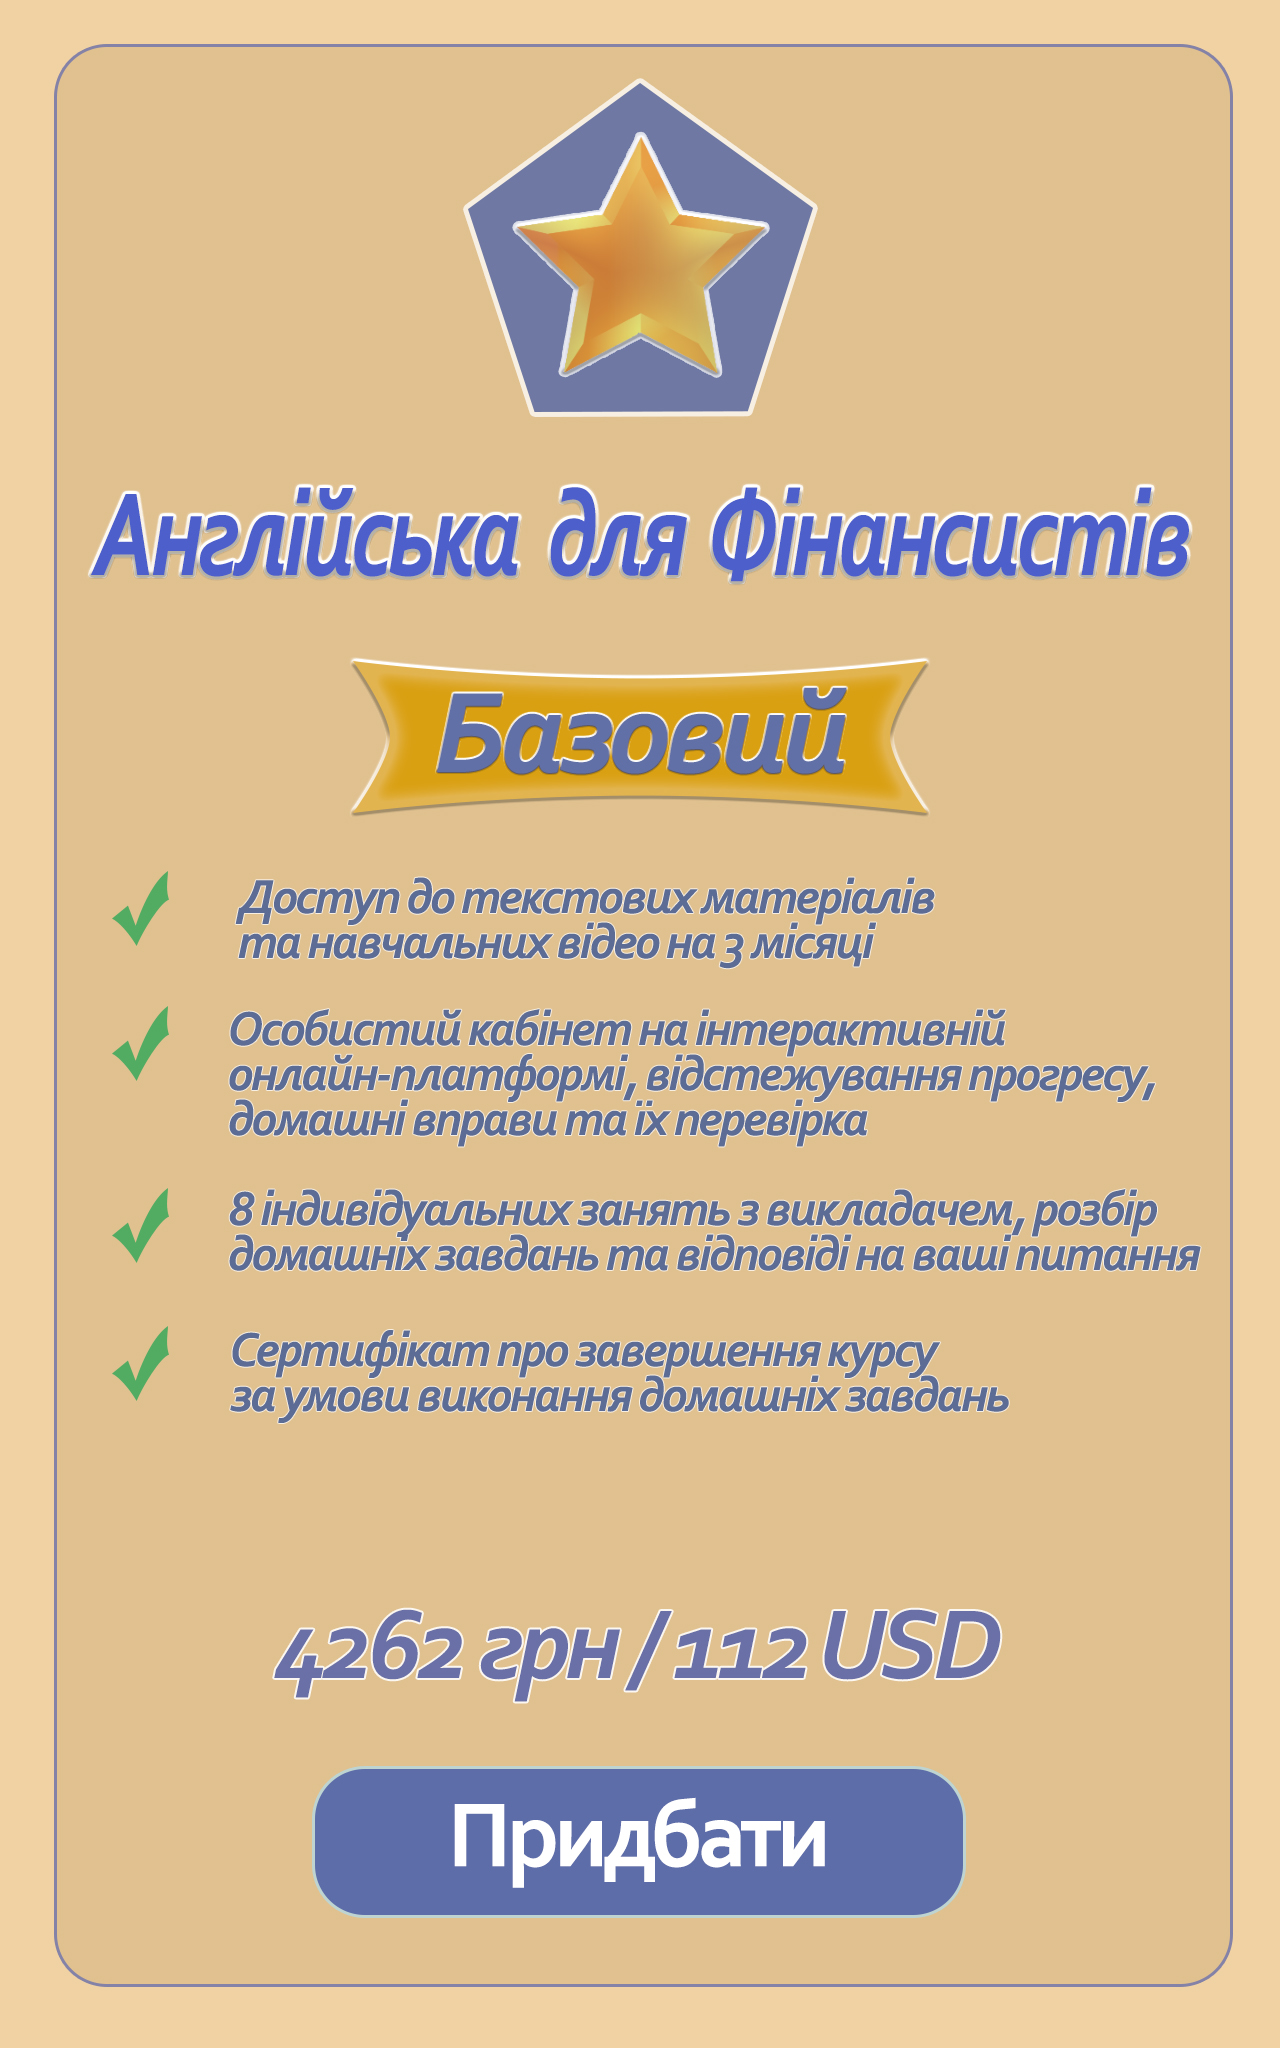 Англійська для Фінансистів
Базовий
Доступ до текстових матеріалів
та навчальних відео на 3 місяці
Особистий кабінет на інтерактивній
онлайн-платформі, відстежування прогресу,
домашні вправи та їх перевірка
8 індивідуальних занять з викладачем, розбір
домашніх завдань та відповіді на ваші питання
Сертифікат про завершення курсу
за умови виконання домашніх завдань
4262 грн / 112 USD
Придбати